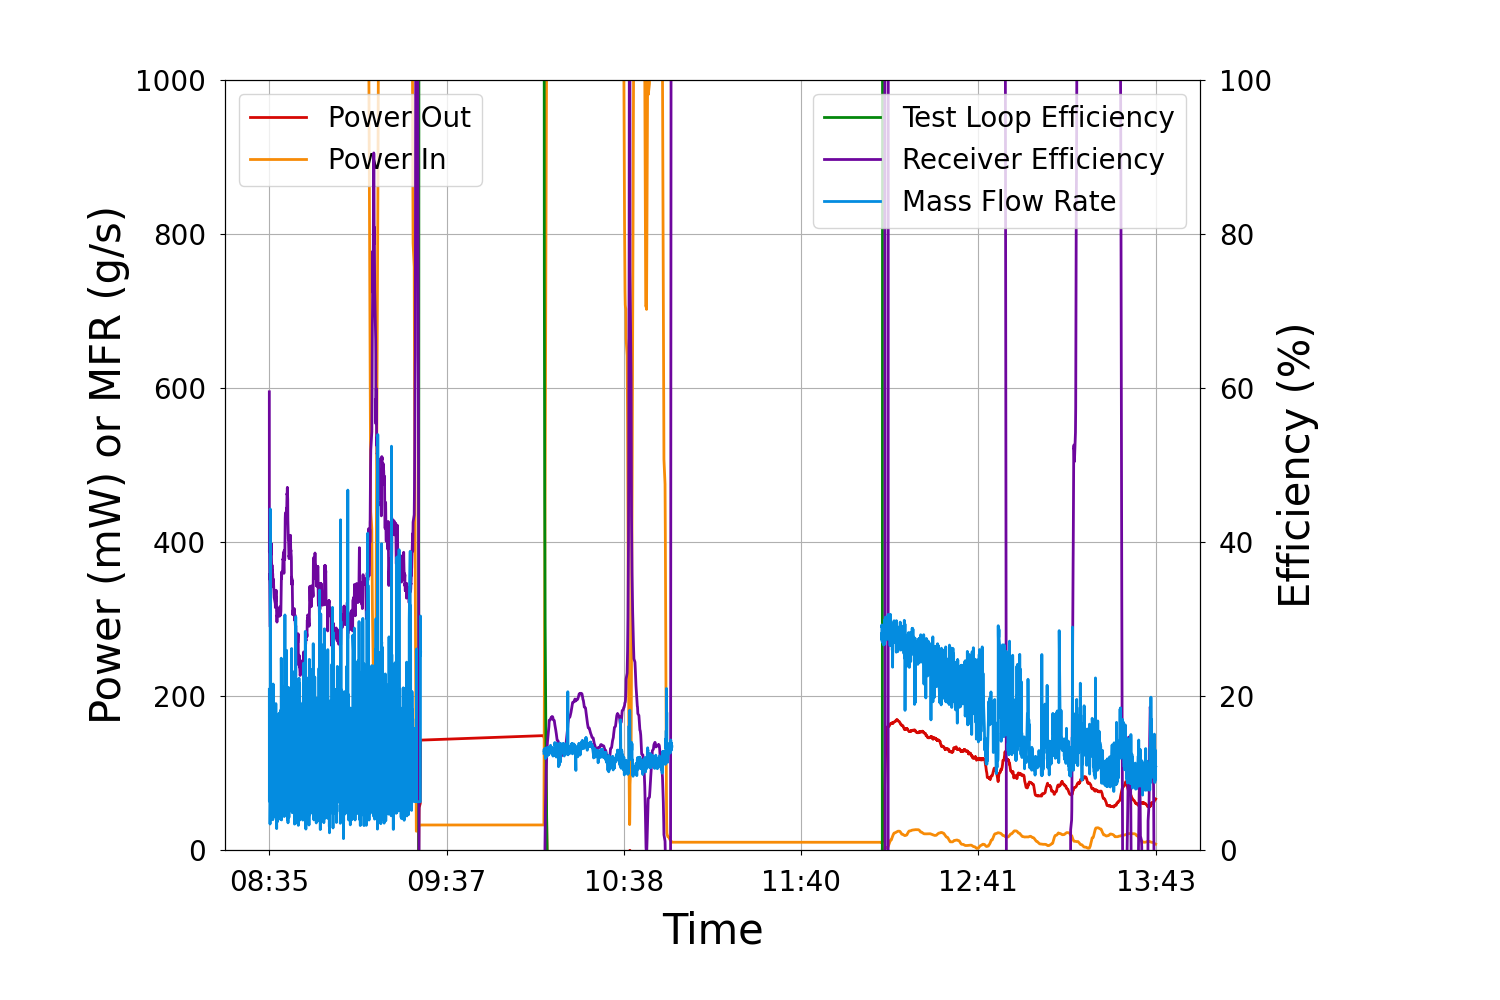 1000
800
600
400
200
0
Power (mW) or MFR (g/s)
Power Out
Power In
Test Loop Efficiency
Receiver Efficiency
Mass Flow Rate
100
80
60
40
20
0
Efficiency (%)
08:35
09:37
10:38
11:40
12:41
13:43
Time